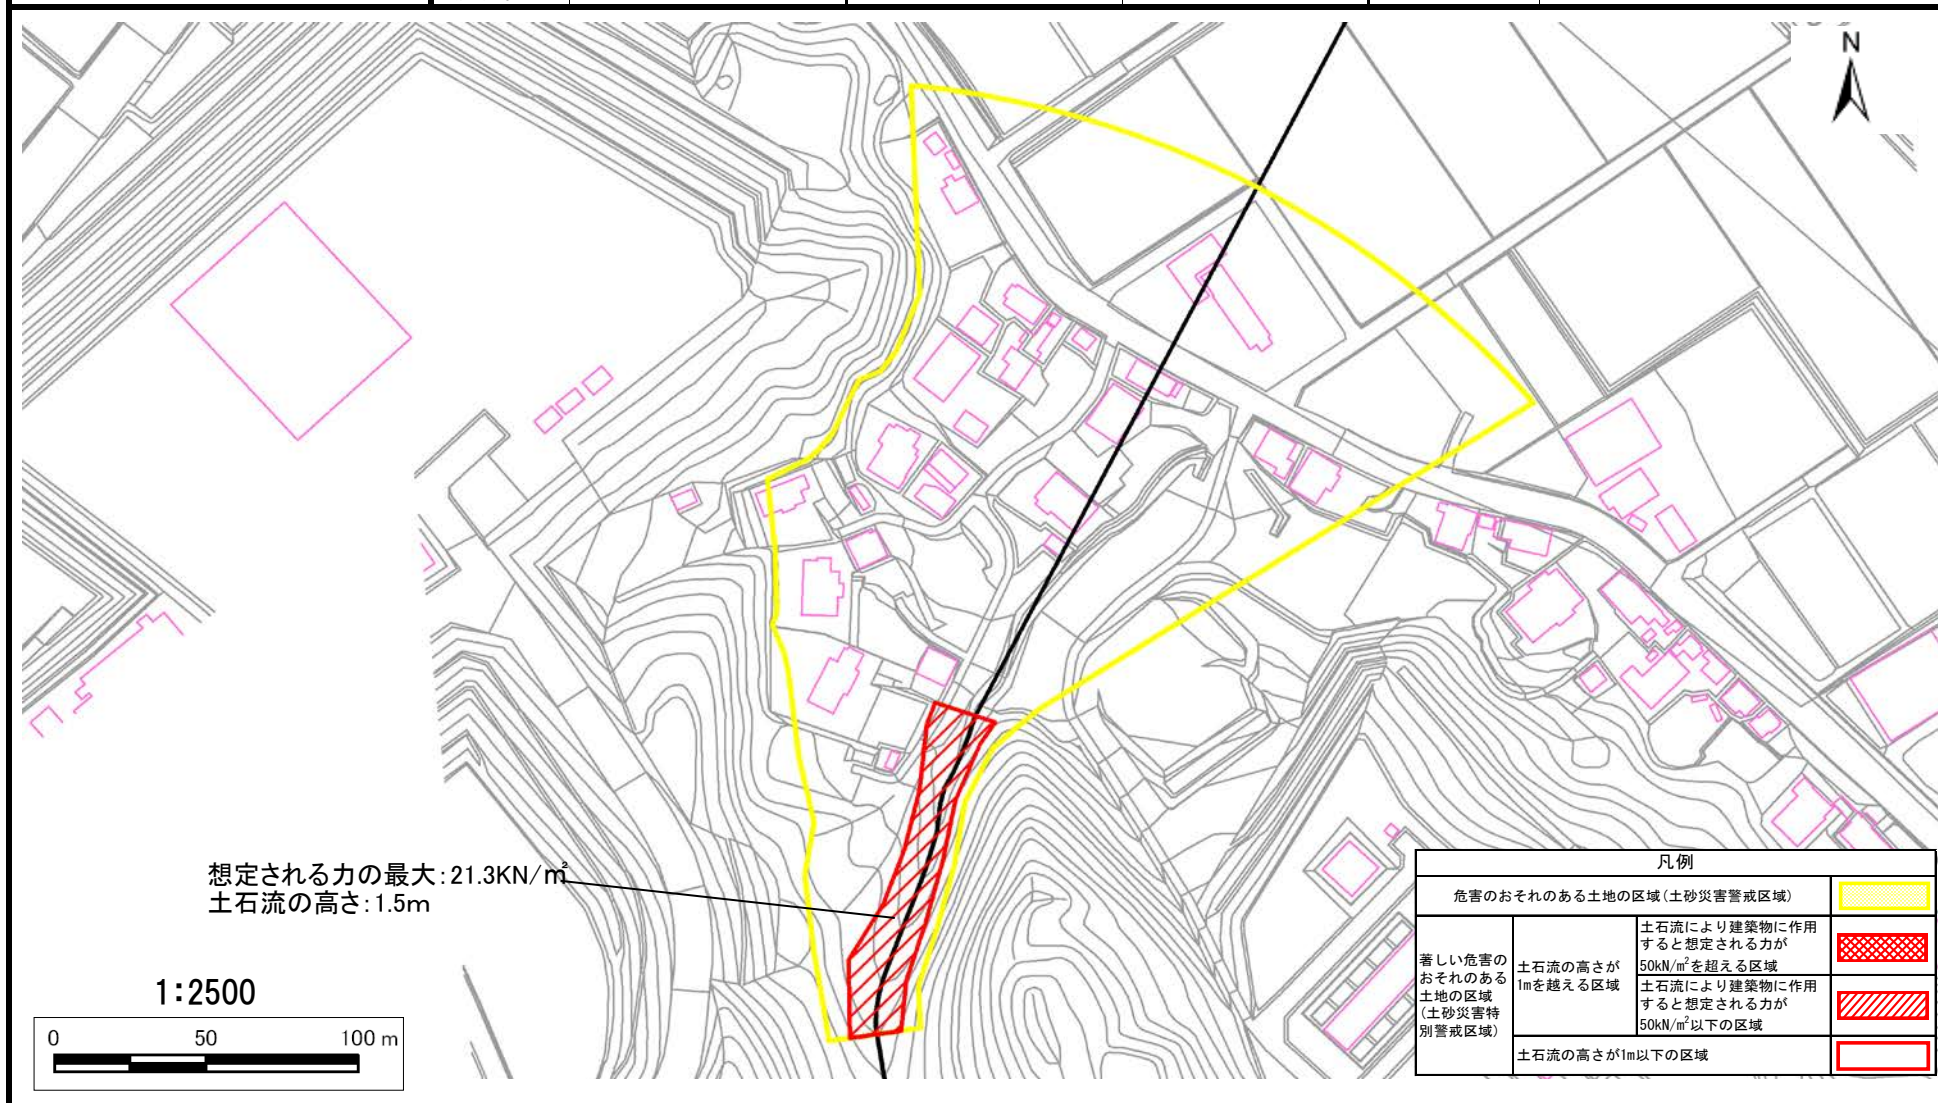 N
想定される力の最大:21.3KN/㎡
土石流の高さ:1.5m
1:2500
0 50 100 m
凡例
危害のおそれのある土地の区域(土砂災害警戒区域)
著しい危害の
おそれのある
土地の区域
(土砂災害特
別警戒区域)
土石流の高さが
1mを越える区域
土石流により建築物に作用
すると想定される力が
50kN/m²を超える区域
土石流により建築物に作用
すると想定される力が
50kN/m²以下の区域
土石流の高さが1m以下の区域